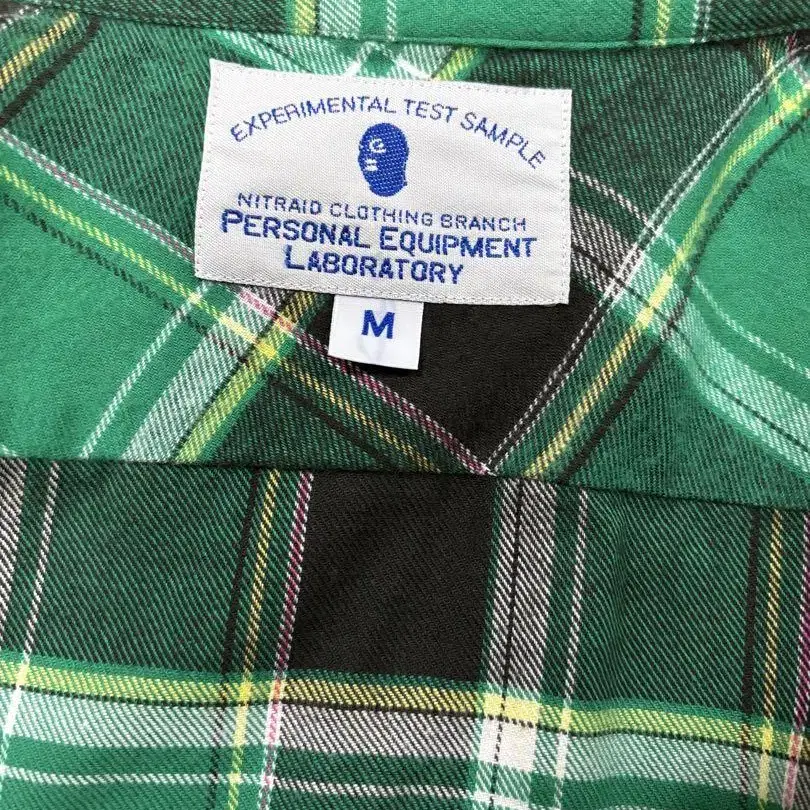 EXPERIMENTAL TEST SAMPLE
NITRAID CLOTHING BRANCH
PERSONAL EQUIPMENT
LABORATORY
M